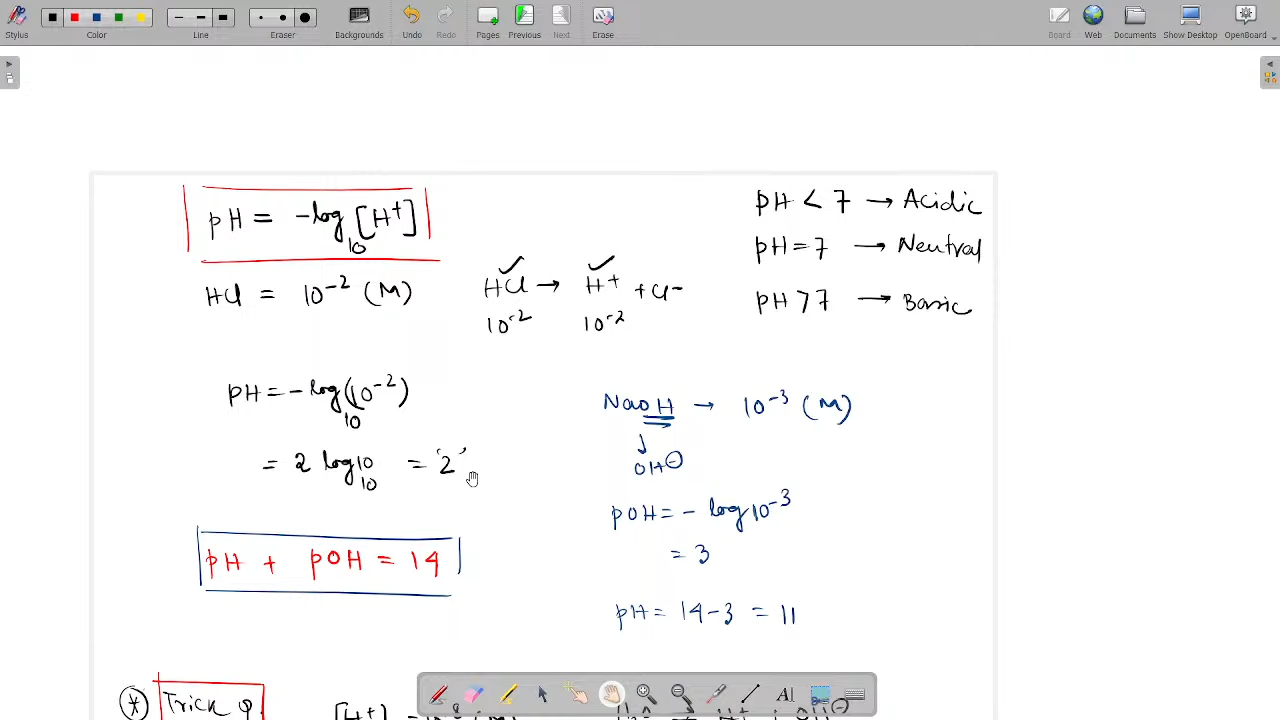 Stylus Color Line Eraser Backgrounds Undo Redo Pages Previous Next Erase Board Web Documents Show Desktop OpenBoard
pH = -log₁₀ [H⁺]
HCl = 10⁻² (M)
HCl → H⁺ + Cl⁻
10⁻² 10⁻²
pH < 7 → Acidic
pH = 7 → Neutral
pH > 7 → Basic
pH = -log₁₀(10⁻²)
= 2 log₁₀10 = '2'
pH + pOH = 14
NaOH → 10⁻³ (M)
↓
OH⊖
pOH = - log 10⁻³
= 3
pH = 14 - 3 = 11
* Trick Q.
[H⁺]